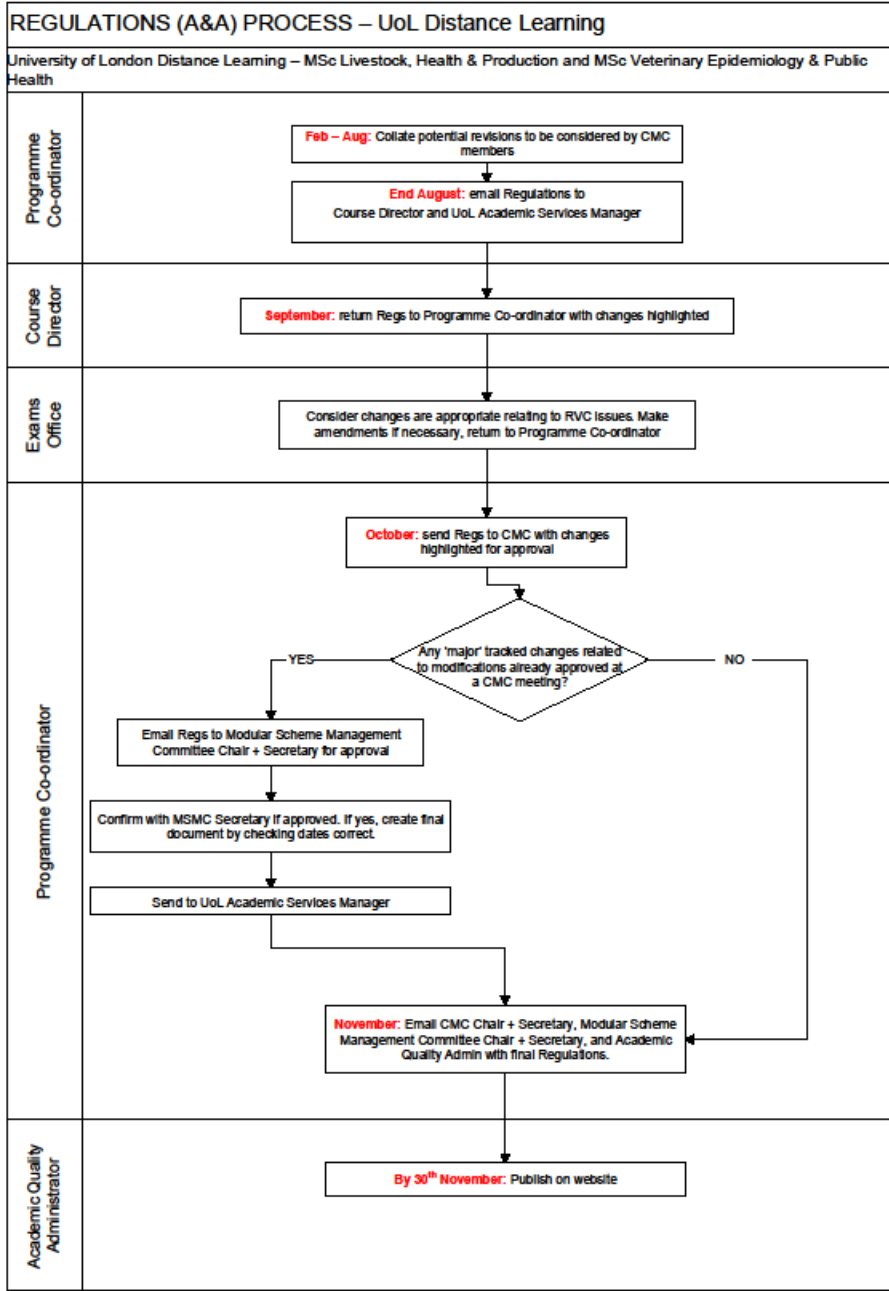 REGULATIONS (A&A) PROCESS – UoL Distance Learning
University of London Distance Learning – MSc Livestock, Health & Production and MSc Veterinary Epidemiology & Public
Health
Programme
Co-ordinator
Feb – Aug: Collate potential revisions to be considered by CMC
members
End August: email Regulations to
Course Director and UoL Academic Services Manager
Course
Director
September: return Regs to Programme Co-ordinator with changes highlighted
Exams
Office
Consider changes are appropriate relating to RVC issues. Make
amendments if necessary, return to Programme Co-ordinator
Programme Co-ordinator
October: send Regs to CMC with changes
highlighted for approval
Any 'major' tracked changes related
to modifications already approved at
a CMC meeting?
YES
NO
Email Regs to Modular Scheme Management
Committee Chair + Secretary for approval
Confirm with MSMC Secretary if approved. If yes, create final
document by checking dates correct.
Send to UoL Academic Services Manager
November: Email CMC Chair + Secretary, Modular Scheme
Management Committee Chair + Secretary, and Academic
Quality Admin with final Regulations.
Academic Quality
Administrator
By 30th November: Publish on website